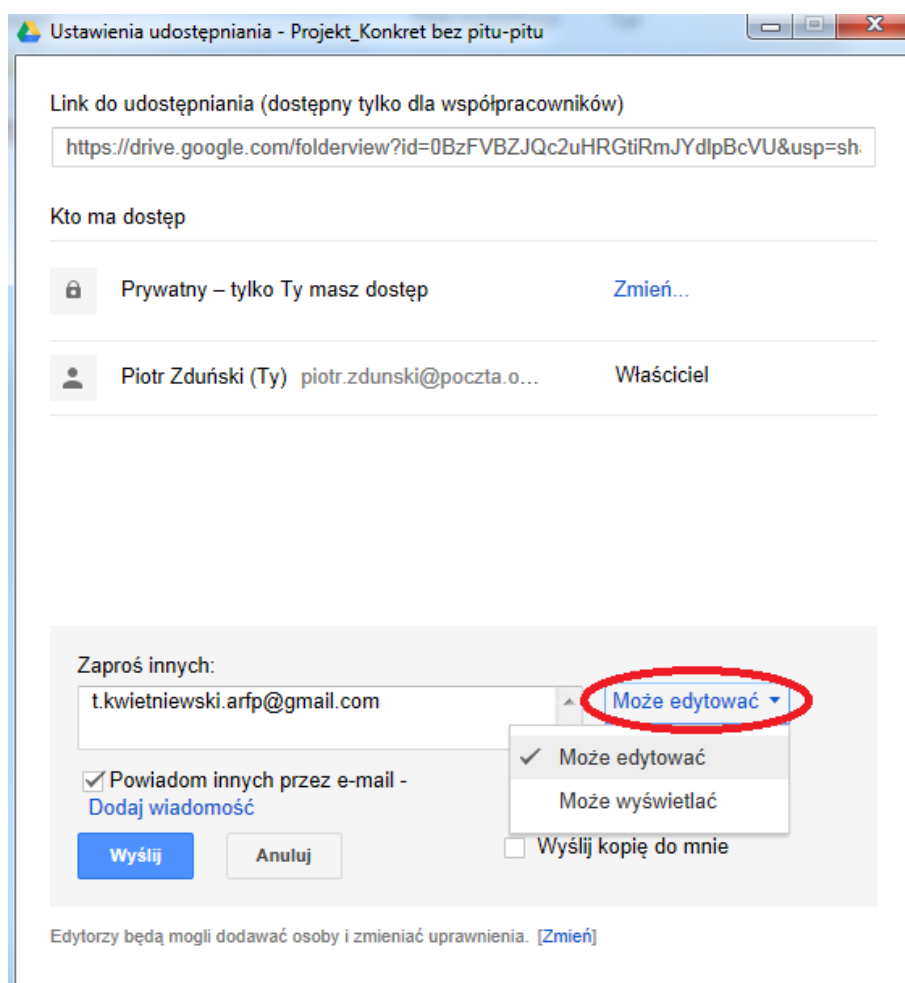 Ustawienia udostępniania - Projekt_Konkret bez pitu-pitu
Link do udostępniania (dostępny tylko dla współpracowników)
https://drive.google.com/folderview?id=0BzFVBZJQc2uHRGtiRmJYdlpBcVU&usp=sh
Kto ma dostęp
Prywatny – tylko Ty masz dostęp Zmień...
Piotr Zduński (Ty) piotr.zdunski@poczta.o... Właściciel
Zaproś innych:
t.kwietniewski.arfp@gmail.com Może edytować
Może edytować
Powiadom innych przez e-mail -
Może wyświetlać
Dodaj wiadomość
Wyślij Anuluj Wyślij kopię do mnie
Edytorzy będą mogli dodawać osoby i zmieniać uprawnienia. [Zmień]